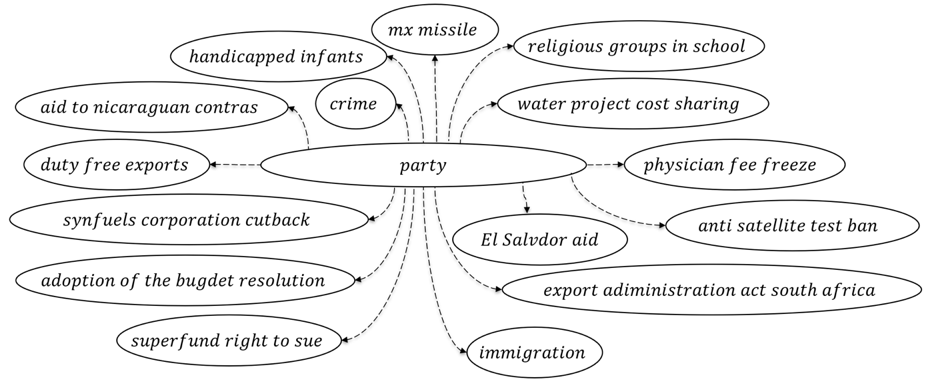 mx missile
religious groups in school
handicapped infants
crime
water project cost sharing
aid to nicaraguan contras
duty free exports
party
physician fee freeze
synfuels corporation cutback
El Salvdor aid
anti satellite test ban
adoption of the bugdet resolution
export adiministration act south africa
superfund right to sue
immigration